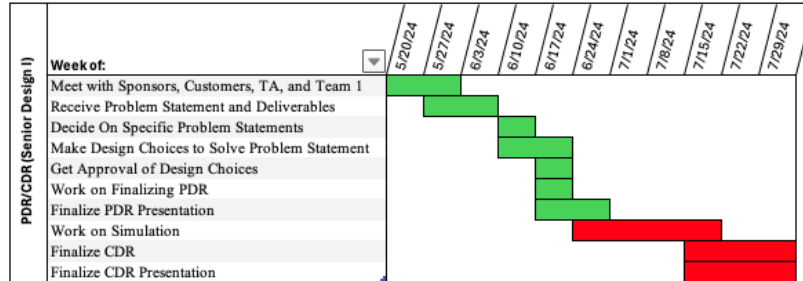 PDR/CDR (Senior Design I)
Week of:
5/20/24
5/27/24
6/3/24
6/10/24
6/17/24
6/24/24
7/1/24
7/8/24
7/15/24
7/22/24
7/29/24
Meet with Sponsors, Customers, TA, and Team 1
Receive Problem Statement and Deliverables
Decide On Specific Problem Statements
Make Design Choices to Solve Problem Statement
Get Approval of Design Choices
Work on Finalizing PDR
Finalize PDR Presentation
Work on Simulation
Finalize CDR
Finalize CDR Presentation